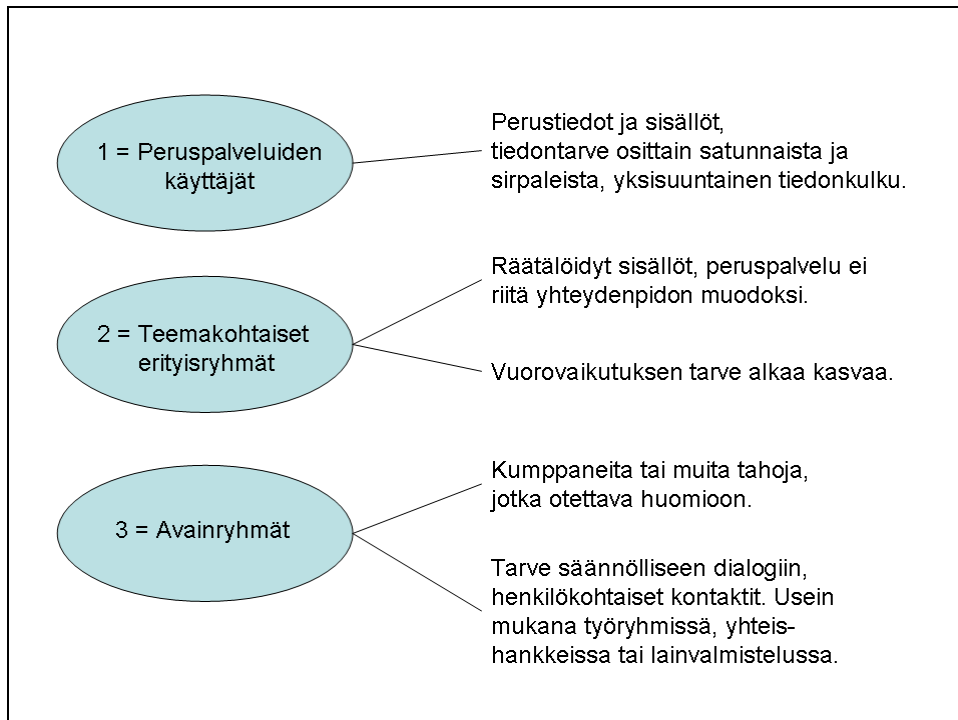 1 = Peruspalveluiden
käyttäjät
Perustiedot ja sisällöt,
tiedontarve osittain satunnaista ja
sirpaleista, yksisuuntainen tiedonkulku.
2 = Teemakohtaiset
erityisryhmät
Räätälöidyt sisällöt, peruspalvelu ei
riitä yhteydenpidon muodoksi.
Vuorovaikutuksen tarve alkaa kasvaa.
3 = Avainryhmät
Kumppaneita tai muita tahoja,
jotka otettava huomioon.
Tarve säännölliseen dialogiin,
henkilökohtaiset kontaktit. Usein
mukana työryhmissä, yhteis-
hankkeissa tai lainvalmistelussa.